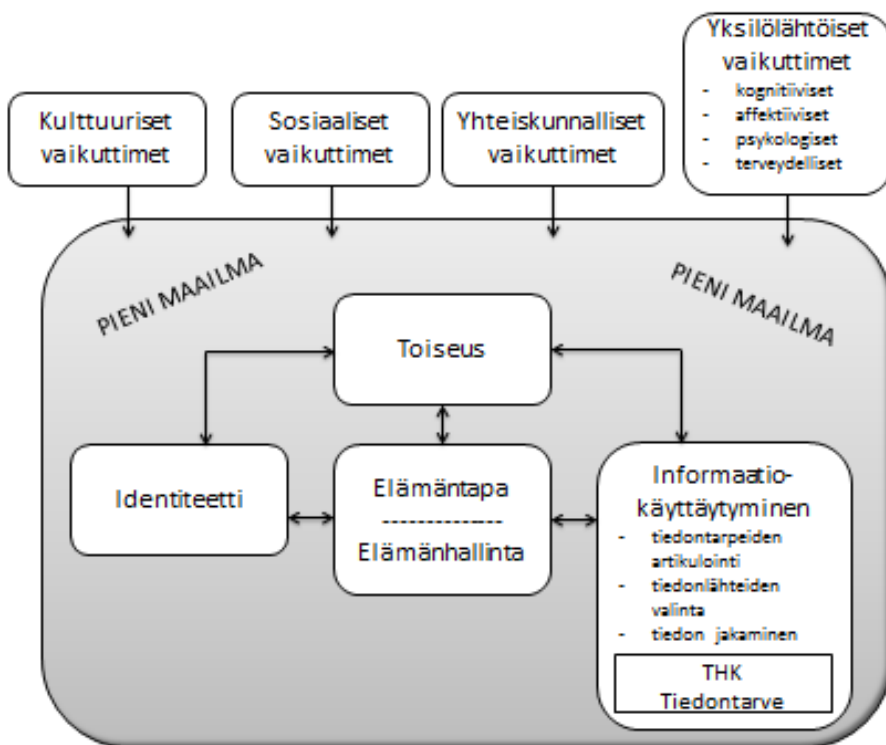 Kulttuuriset
vaikuttimet
Sosiaaliset
vaikuttimet
Yhteiskunnalliset
vaikuttimet
Yksilölähtöiset
vaikuttimet
- kognitiiviset
- affektiiviset
- psykologiset
- terveydelliset
PIENI MAAILMA
PIENI MAAILMA
Toiseus
Identiteetti
Elämäntapa
--------------
Elämänhallinta
Informaatio-
käyttäytyminen
- tiedontarpeiden
artikulointi
- tiedonlähteiden
valinta
- tiedon jakaminen
THK
Tiedontarve